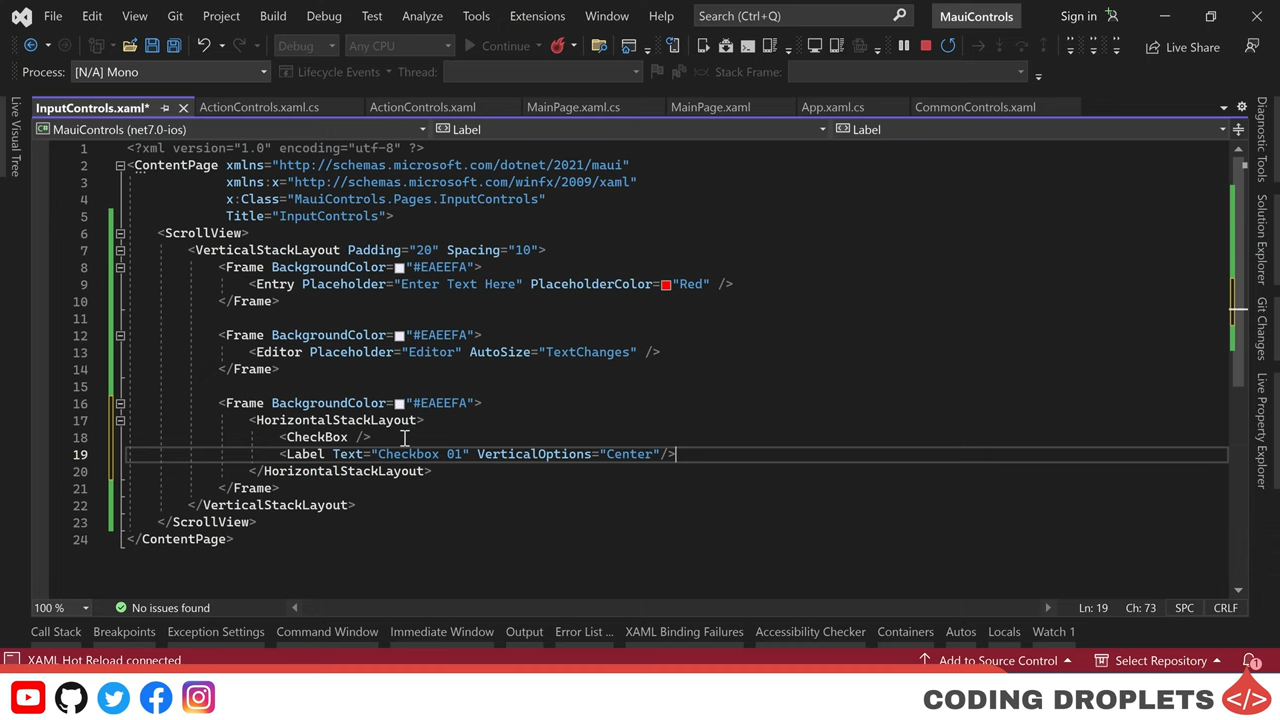 File Edit View Git Project Build Debug Test Analyze Tools Extensions Window Help Search (Ctrl+Q) MauiControls Sign in
Debug Any CPU Continue Live Share
Process: [N/A] Mono Lifecycle Events Thread: Stack Frame:
InputControls.xaml* ActionControls.xaml.cs ActionControls.xaml MainPage.xaml.cs MainPage.xaml App.xaml.cs CommonControls.xaml
MauiControls (net7.0-ios) Label Label
Live Visual Tree
1 <?xml version="1.0" encoding="utf-8" ?>
2 <ContentPage xmlns="http://schemas.microsoft.com/dotnet/2021/maui"
3 xmlns:x="http://schemas.microsoft.com/winfx/2009/xaml"
4 x:Class="MauiControls.Pages.InputControls"
5 Title="InputControls">
6 <ScrollView>
7 <VerticalStackLayout Padding="20" Spacing="10">
8 <Frame BackgroundColor="#EAEEFA">
9 <Entry Placeholder="Enter Text Here" PlaceholderColor="Red" />
10 </Frame>
11
12 <Frame BackgroundColor="#EAEEFA">
13 <Editor Placeholder="Editor" AutoSize="TextChanges" />
14 </Frame>
15
16 <Frame BackgroundColor="#EAEEFA">
17 <HorizontalStackLayout>
18 <CheckBox />
19 <Label Text="Checkbox 01" VerticalOptions="Center"/>
20 </HorizontalStackLayout>
21 </Frame>
22 </VerticalStackLayout>
23 </ScrollView>
24 </ContentPage>
Diagnostic Tools
Solution Explorer
Git Changes
Live Property Explorer
100 % No issues found Ln: 19 Ch: 73 SPC CRLF
Call Stack Breakpoints Exception Settings Command Window Immediate Window Output Error List ... XAML Binding Failures Accessibility Checker Containers Autos Locals Watch 1
XAML Hot Reload connected Add to Source Control Select Repository 1
CODING DROPLETS </>